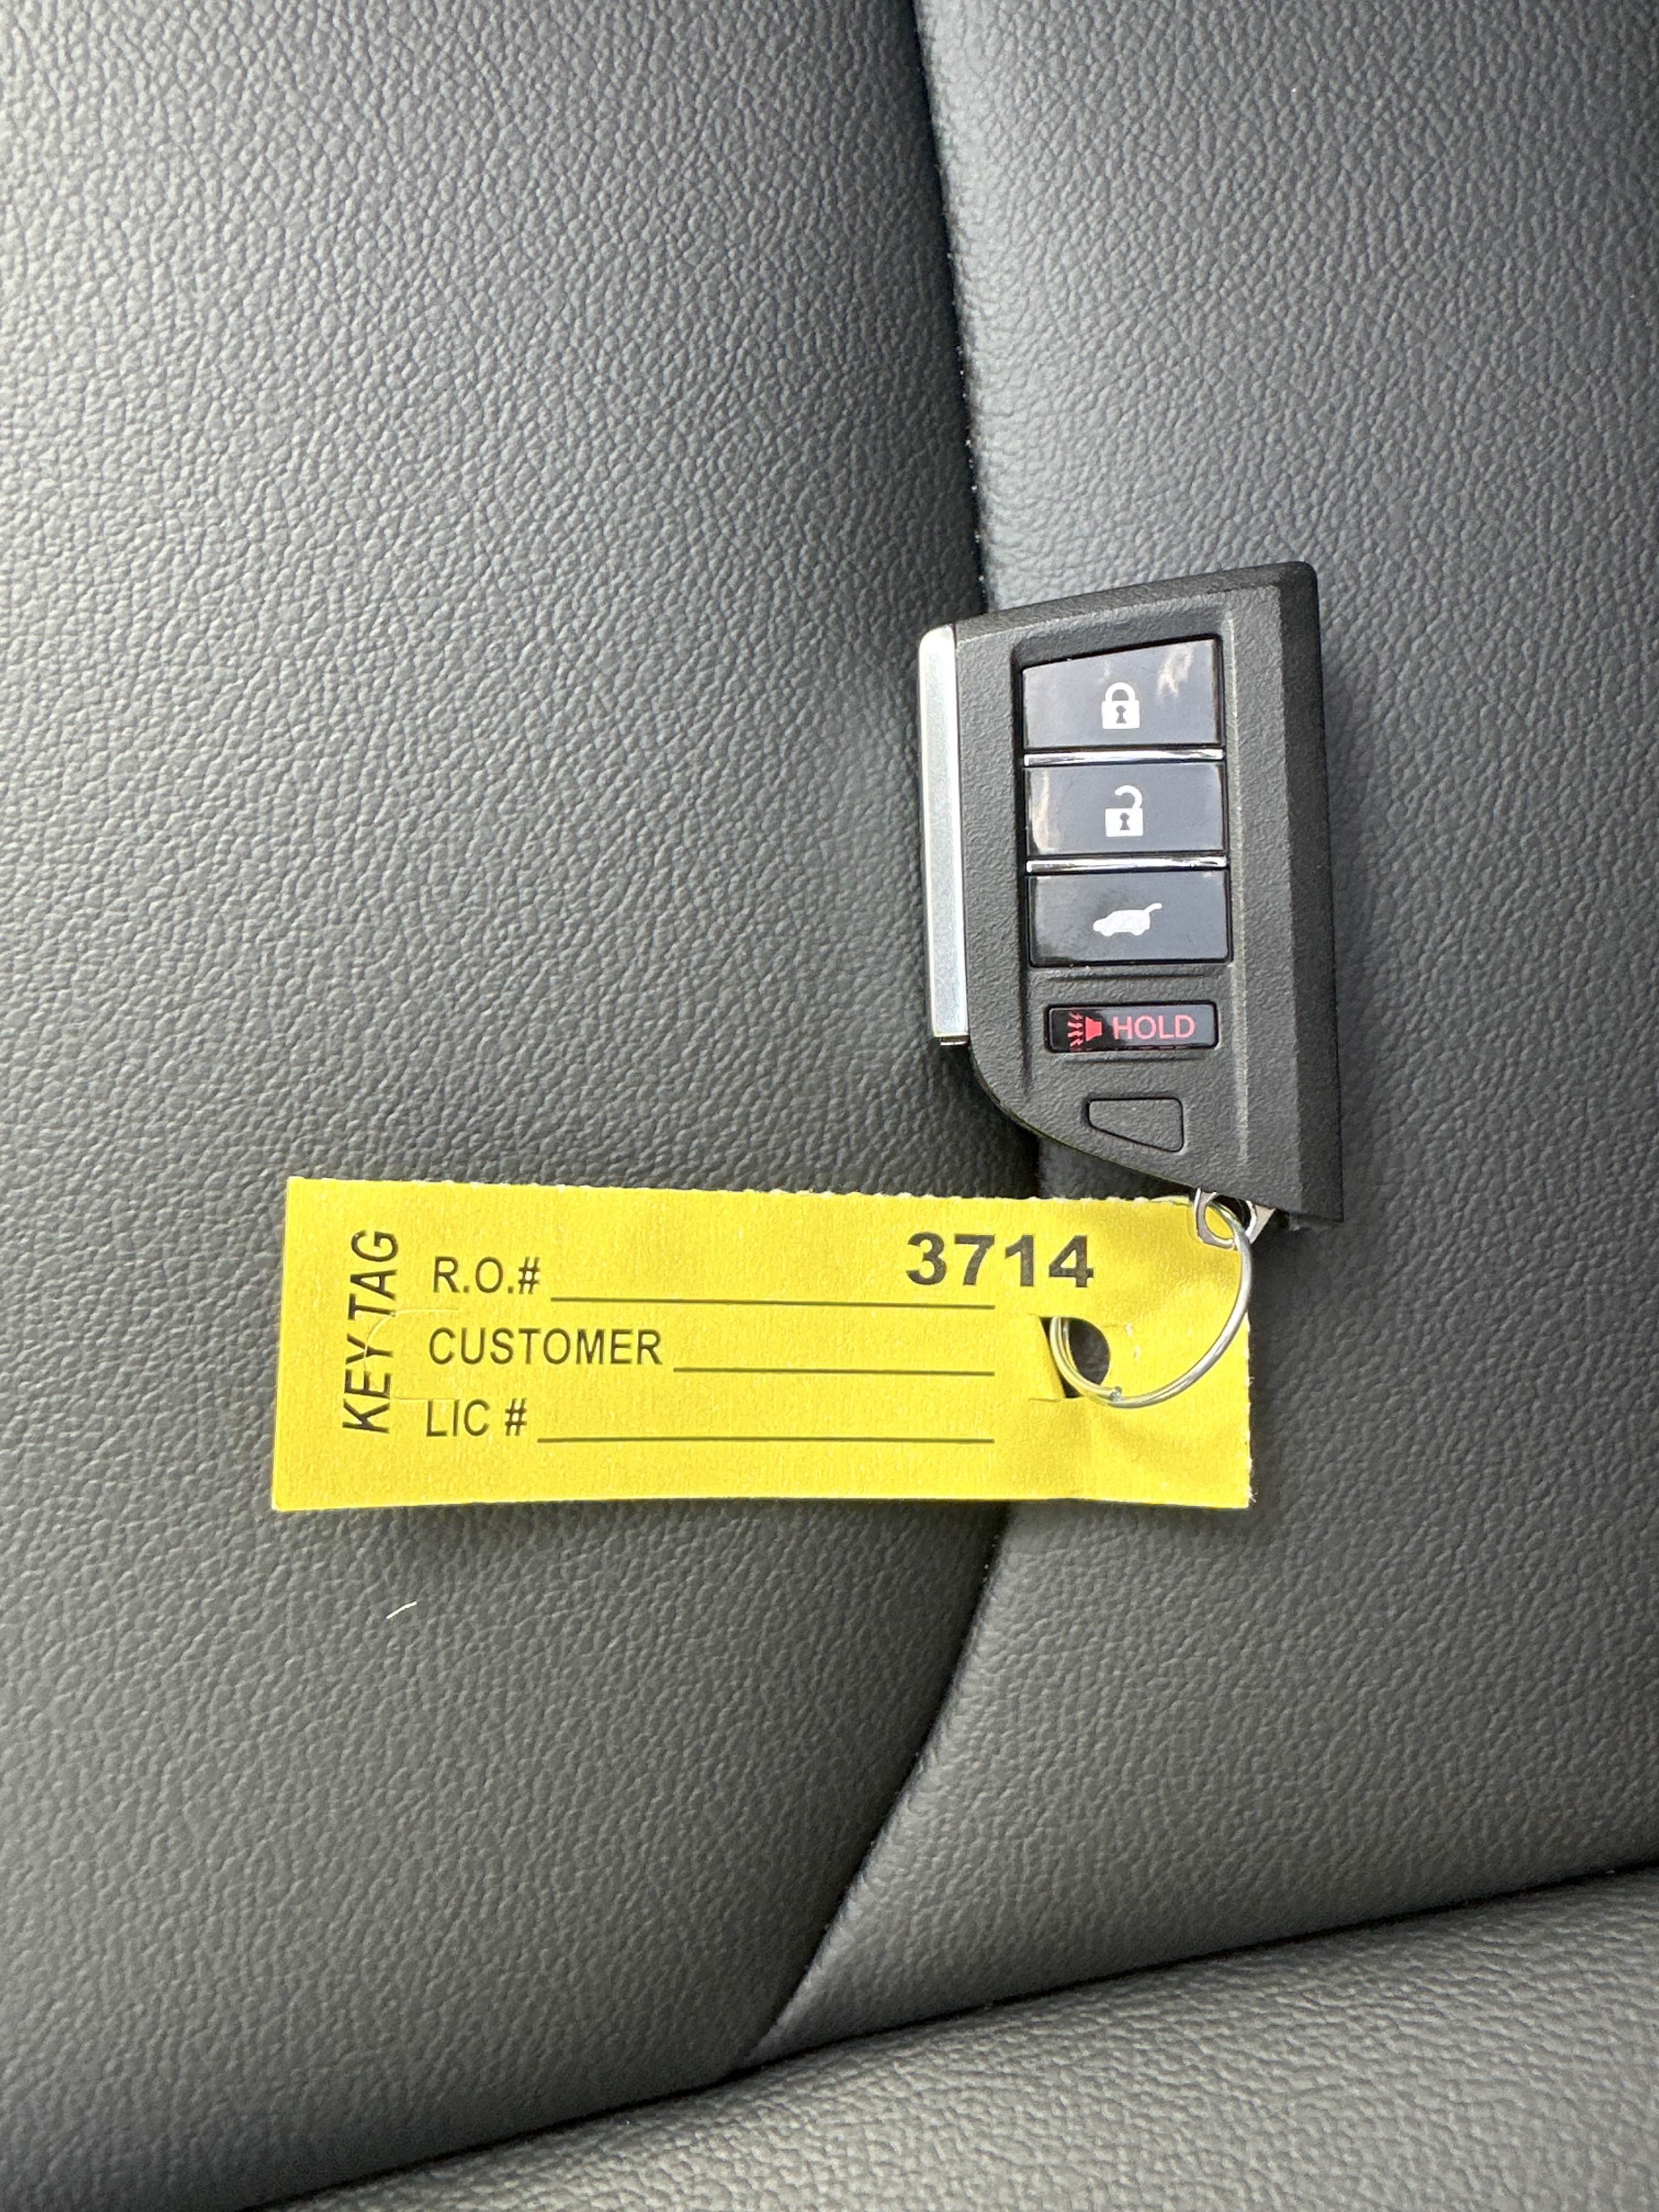 HOLD
KEY TAG
3714
R.O.#
CUSTOMER
LIC #